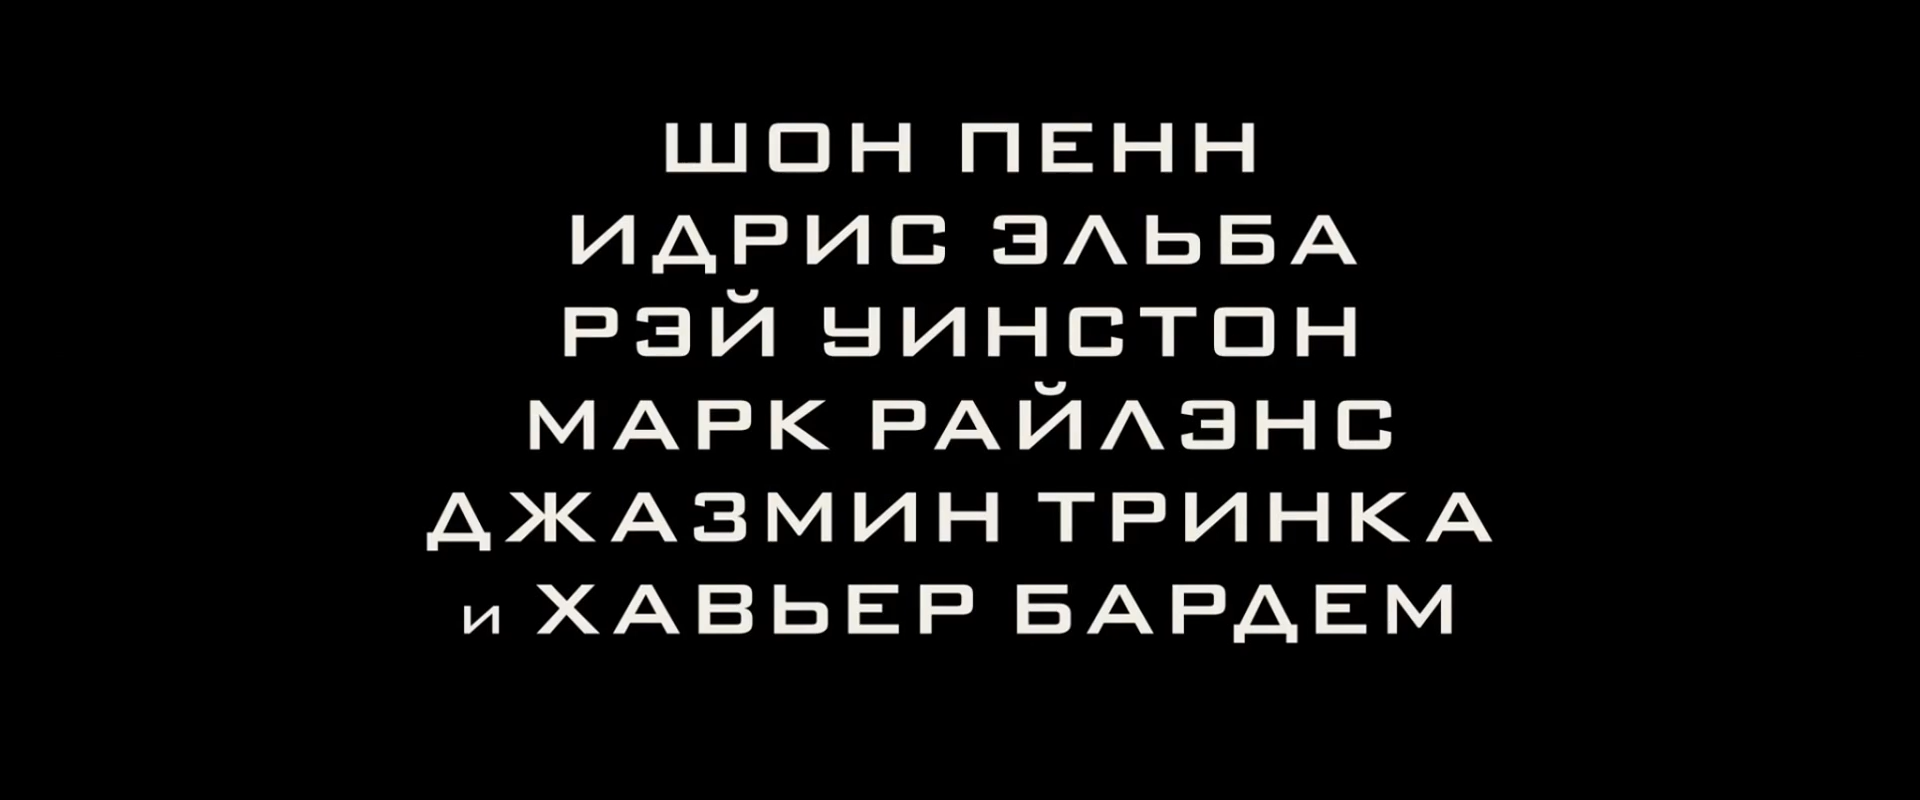 ШОН ПЕНН
ИДРИС ЭЛЬБА
РЭЙ УИНСТОН
МАРК РАЙЛЭНС
ДЖАЗМИН ТРИНКА
и ХАВЬЕР БАРДЕМ